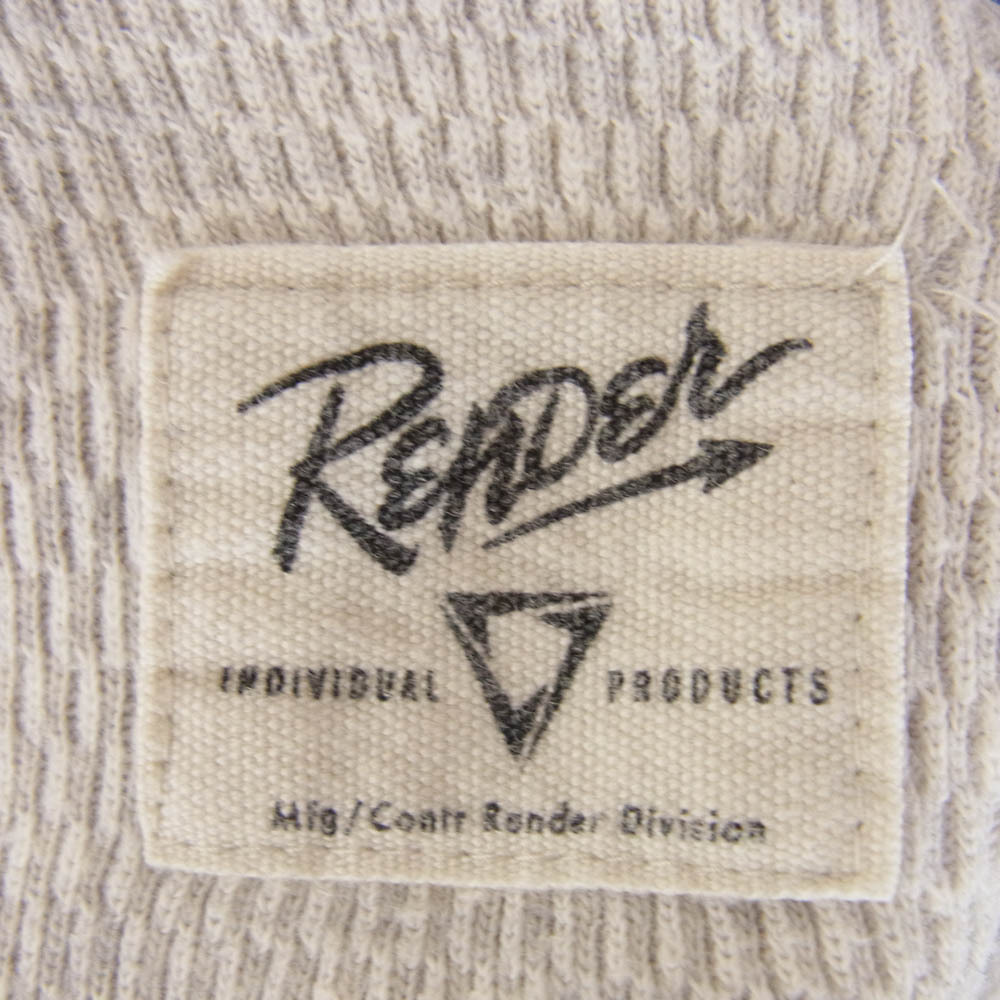 RENDER
INDIVIDUAL PRODUCTS
Mfg/Contr Render Division